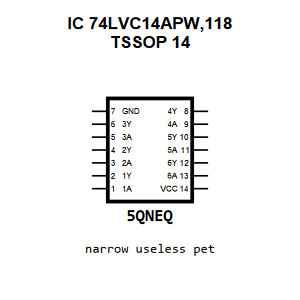 IC 74LVC14APW,118
TSSOP 14
7 GND 4Y 8
6 3Y 4A 9
5 3A 5Y 10
4 2Y 5A 11
3 2A 6Y 12
2 1Y 6A 13
1 1A VCC 14
5QNEQ
narrow useless pet